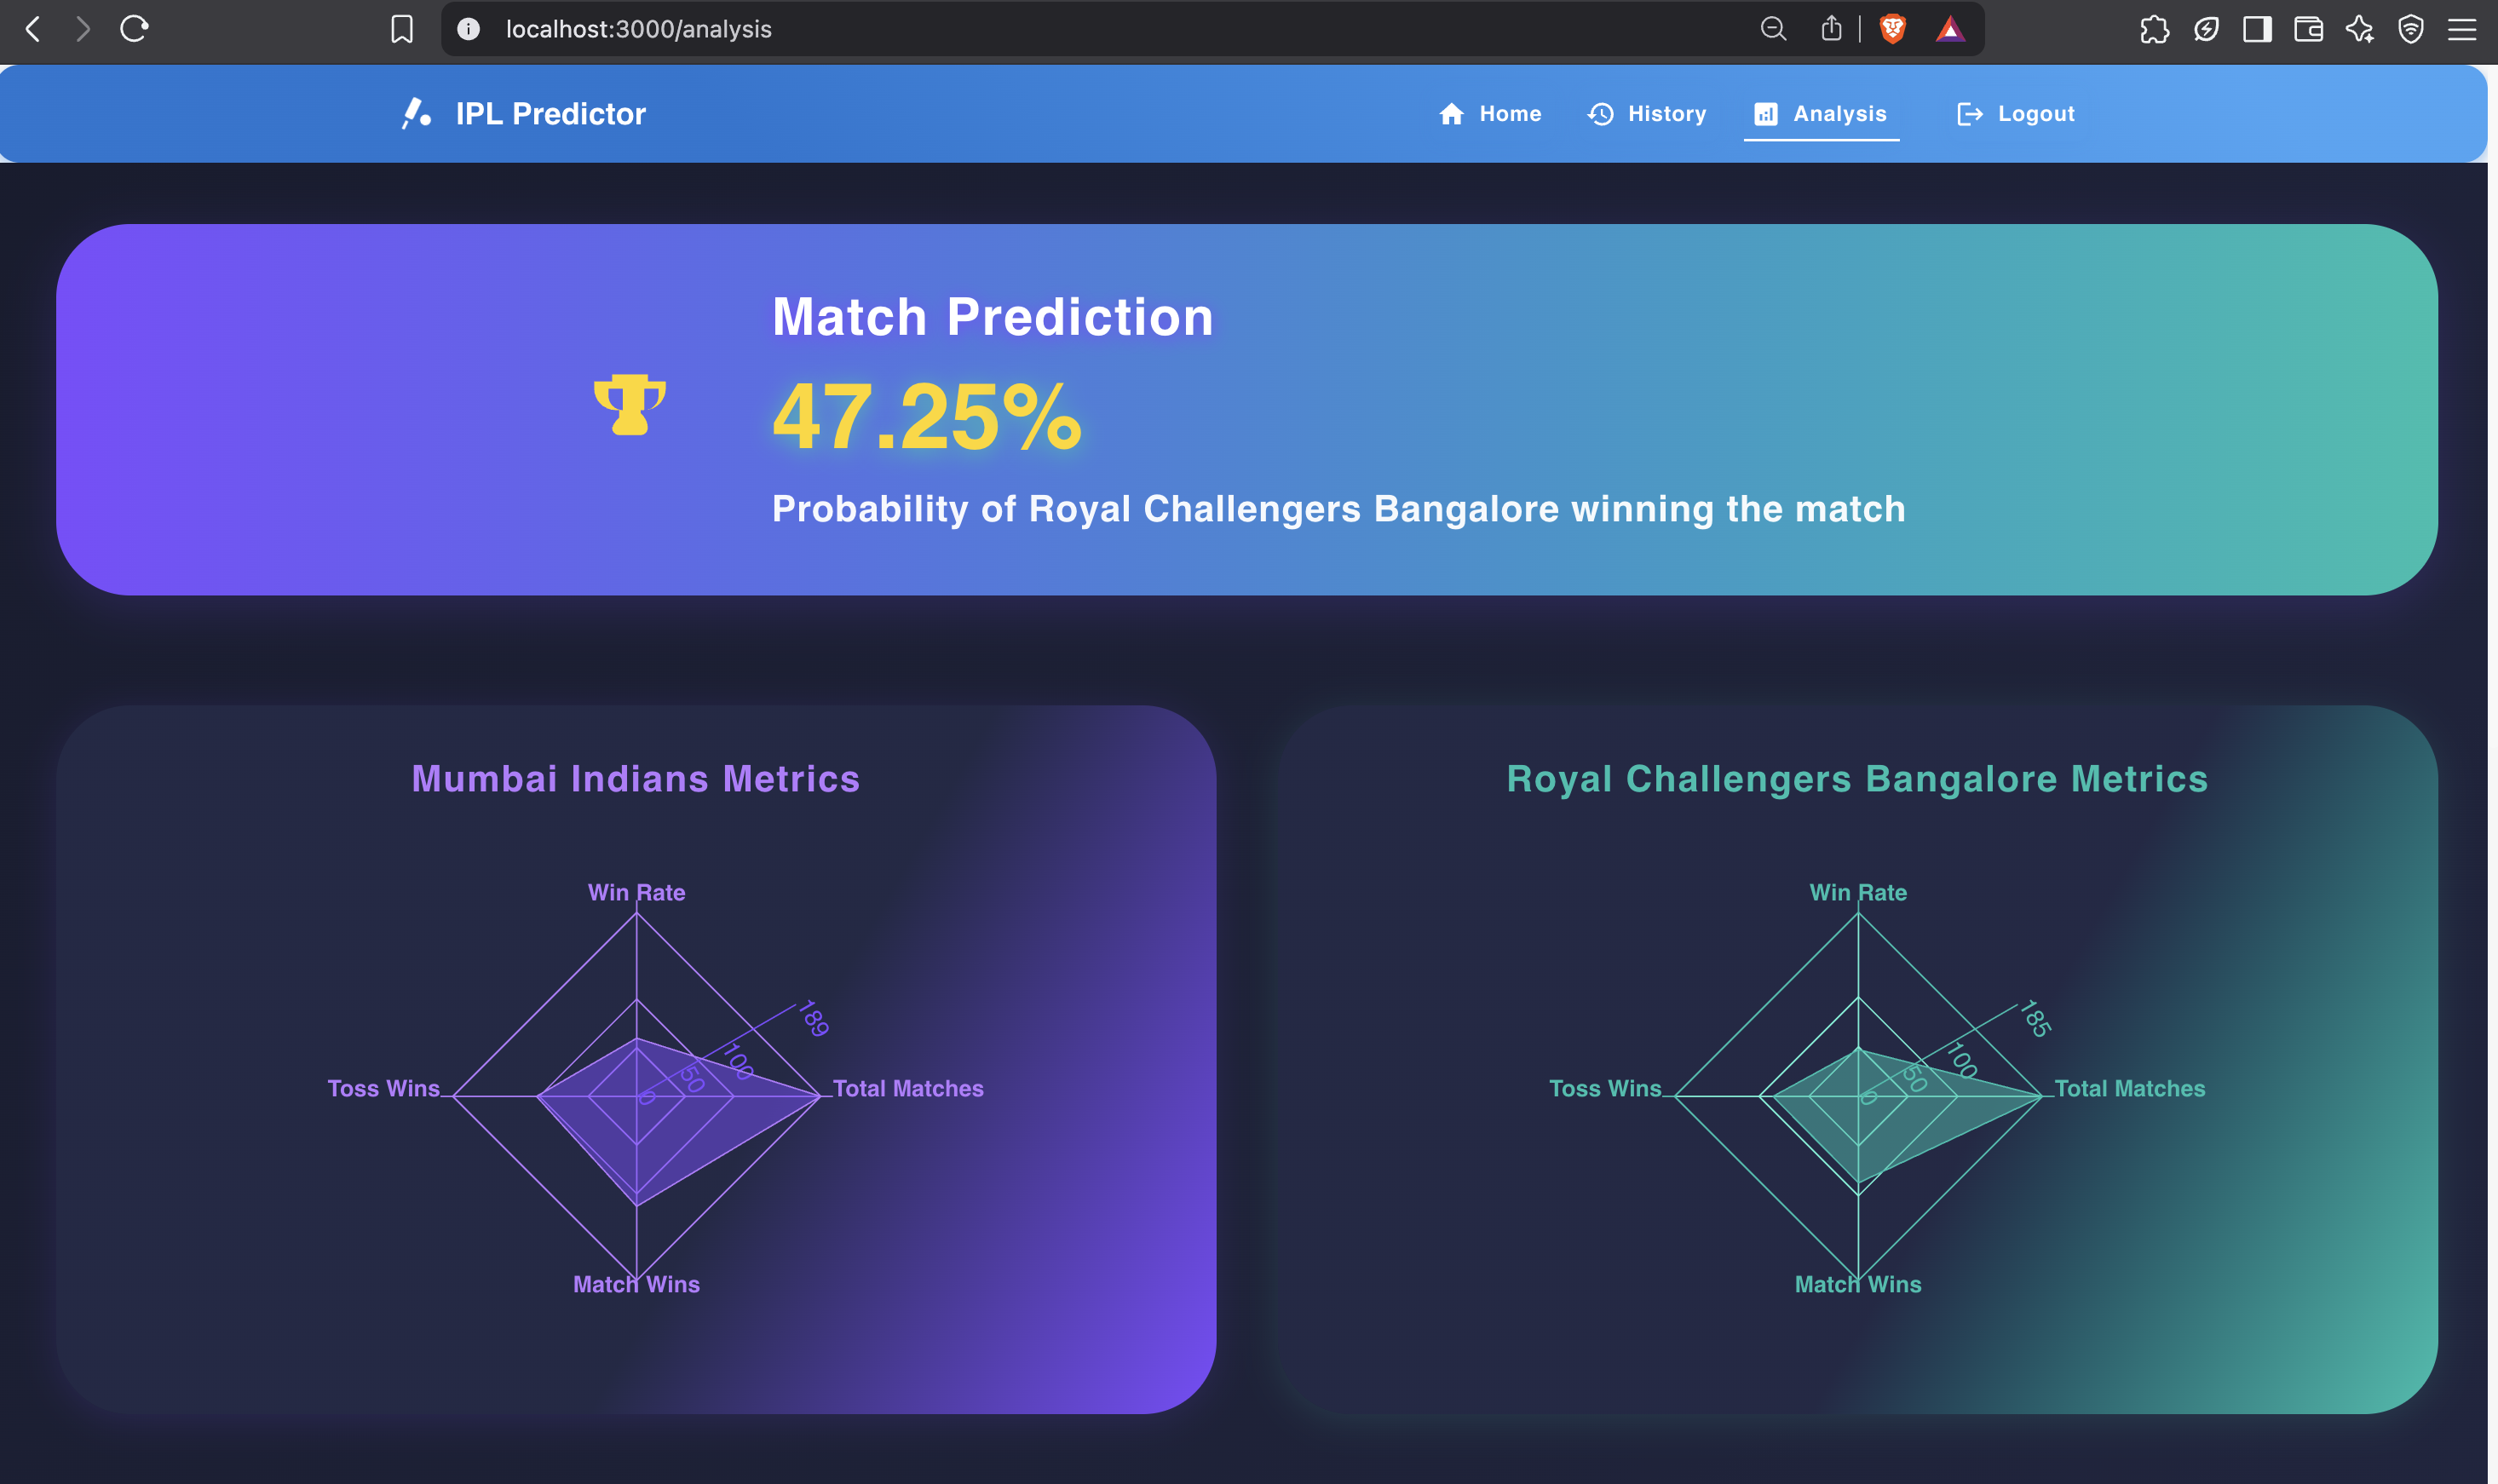 localhost:3000/analysis
IPL Predictor
Home
History
Analysis
Logout
Match Prediction
47.25%
Probability of Royal Challengers Bangalore winning the match
Mumbai Indians Metrics
Win Rate
189
100
50
0
Toss Wins
Total Matches
Match Wins
Royal Challengers Bangalore Metrics
Win Rate
185
100
50
0
Toss Wins
Total Matches
Match Wins